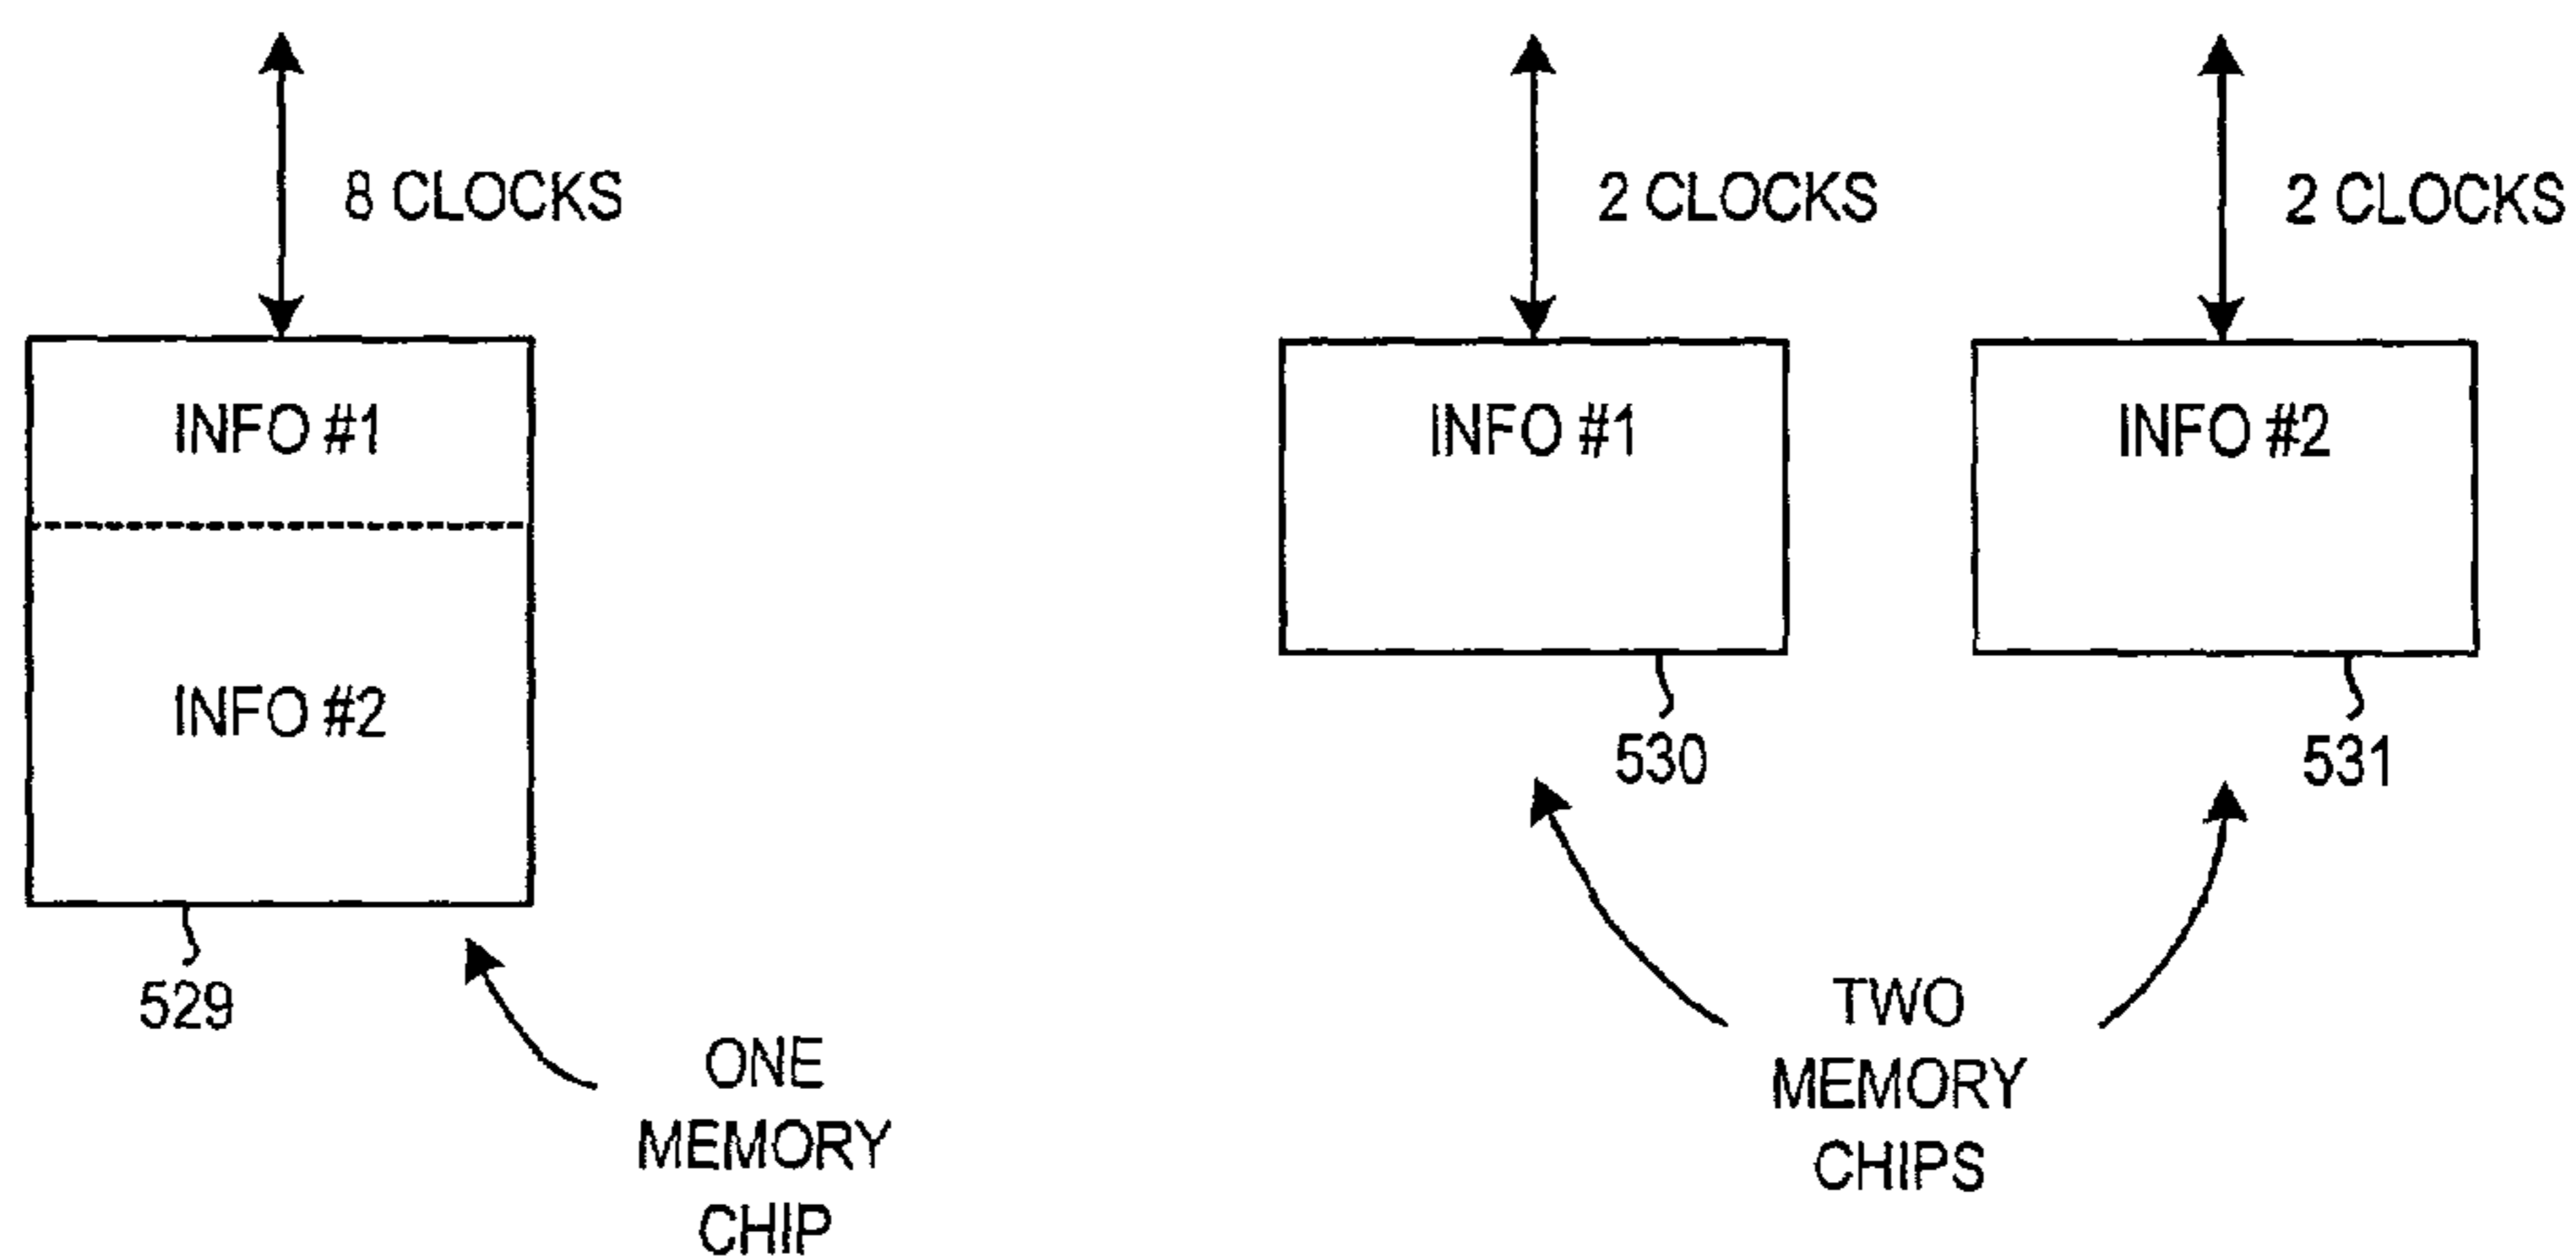 8 CLOCKS
INFO #1
INFO #2
529
ONE
MEMORY
CHIP
2 CLOCKS
2 CLOCKS
INFO #1
INFO #2
530
531
TWO
MEMORY
CHIPS